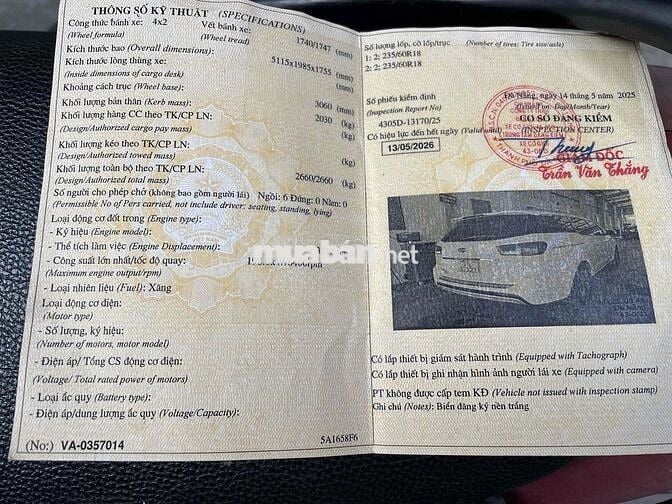 THÔNG SỐ KỸ THUẬT (SPECIFICATIONS)
Công thức bánh xe: 4x2 Vết bánh xe: 1740/1747 (mm)
(Wheel formula) (Wheel tread)
Kích thước bao (Overall dimensions): 5115x1985x1755 (mm)
Kích thước lòng thùng xe: (mm)
(Inside dimensions of cargo desk)
Khoảng cách trục (Wheel base): 3060 (mm)
Khối lượng bản thân (Kerb mass): 2030 (kg)
Khối lượng hàng CC theo TK/CP LN: (kg)
(Design/Authorized cargo pay mass)
Khối lượng kéo theo TK/CP LN: (kg)
(Design/Authorized towed mass)
Khối lượng toàn bộ theo TK/CP LN: 2660/2660 (kg)
(Design/Authorized total mass)
Số người cho phép chở (không bao gồm người lái) Ngồi: 6 Đứng: 0 Nằm: 0
(Permissible No of Pers carried, not include driver: seating, standing, lying)
Loại động cơ đốt trong (Engine type):
- Ký hiệu (Engine model):
- Thể tích làm việc (Engine Displacement):
- Công suất lớn nhất/tốc độ quay:
(Maximum engine output/rpm)
- Loại nhiên liệu (Fuel): Xăng
Loại động cơ điện:
(Motor type)
- Số lượng, ký hiệu:
(Number of motors, motor model)
- Điện áp/ Tổng CS động cơ điện:
(Voltage/ Total rated power of motors)
- Loại ắc quy (Battery type):
- Điện áp/dung lượng ắc quy (Voltage/Capacity):
(No:) VA-0357014
5A1658F6
Số lượng lốp, cỡ lốp/trục (Number of tires: Tire size/axle)
1: 2; 235/60R18
2: 2; 235/60R18
Số phiếu kiểm định Đà Nẵng, ngày 14 tháng 5 năm 2025
(Inspection Report No) (Issued on: Day/Month/Year)
4305D-13170/25 CƠ SỞ ĐĂNG KIỂM
Có hiệu lực đến hết ngày (Valid until) (INSPECTION CENTER)
13/05/2026
GIÁM ĐỐC
Trần Văn Thắng
muaban.net
Có lắp thiết bị giám sát hành trình (Equipped with Tachograph)
Có lắp thiết bị ghi nhận hình ảnh người lái xe (Equipped with camera)
PT không được cấp tem KĐ (Vehicle not issued with inspection stamp)
Ghi chú (Notes): Biển đăng ký nền trắng